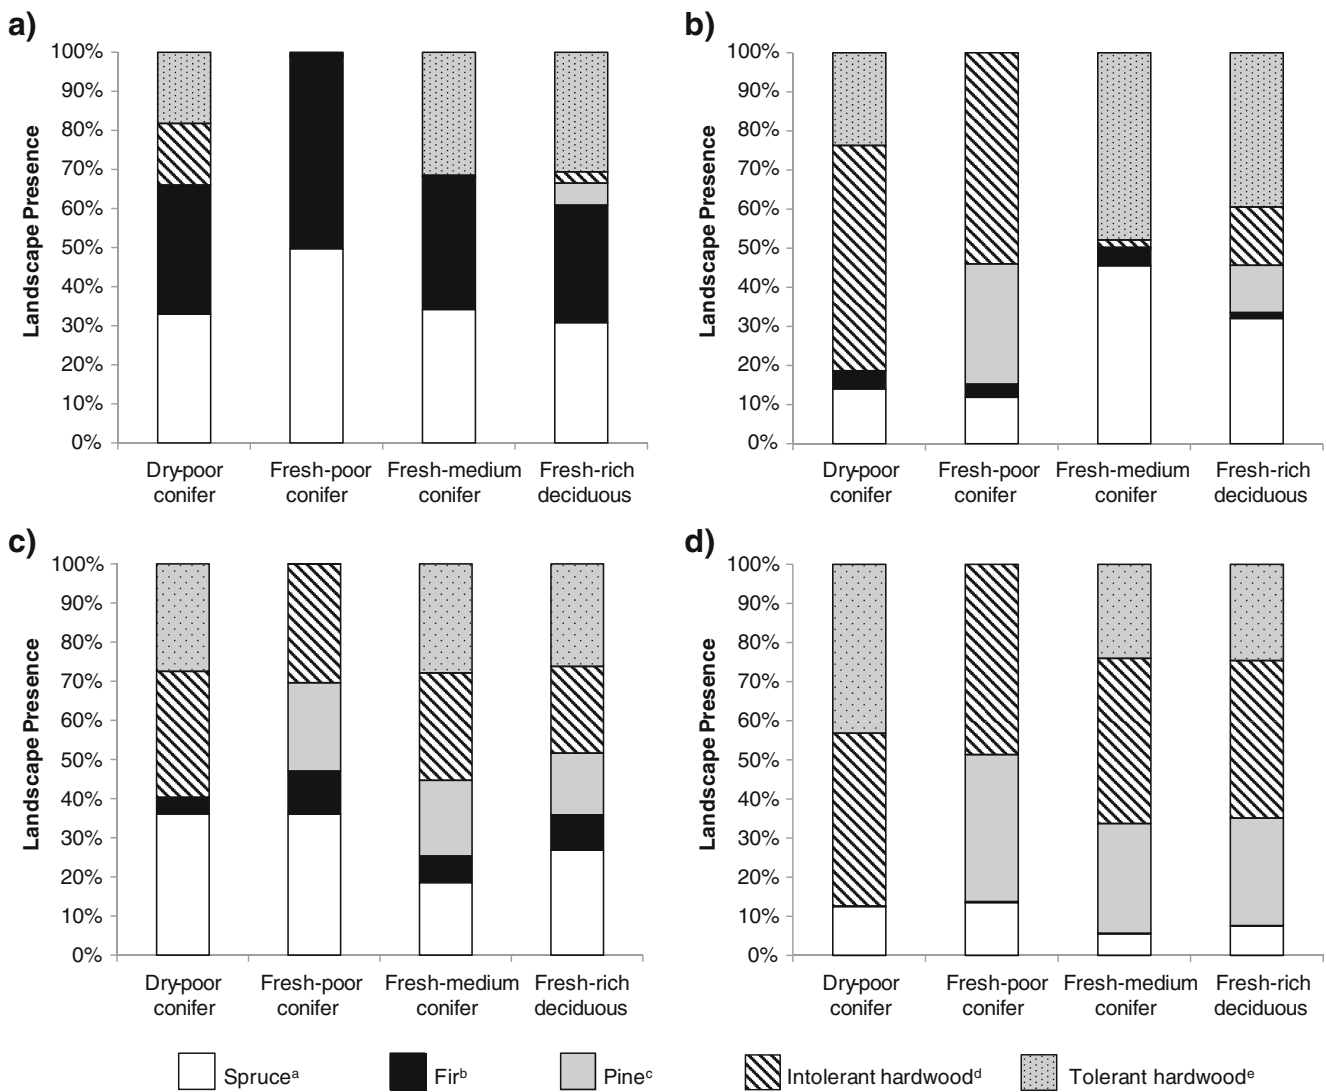 a)
100%
90%
80%
70%
60%
50%
40%
30%
20%
10%
0%
Landscape Presence
Dry-poor conifer
Fresh-poor conifer
Fresh-medium conifer
Fresh-rich deciduous
b)
100%
90%
80%
70%
60%
50%
40%
30%
20%
10%
0%
Landscape Presence
Dry-poor conifer
Fresh-poor conifer
Fresh-medium conifer
Fresh-rich deciduous
c)
100%
90%
80%
70%
60%
50%
40%
30%
20%
10%
0%
Landscape Presence
Dry-poor conifer
Fresh-poor conifer
Fresh-medium conifer
Fresh-rich deciduous
d)
100%
90%
80%
70%
60%
50%
40%
30%
20%
10%
0%
Landscape Presence
Dry-poor conifer
Fresh-poor conifer
Fresh-medium conifer
Fresh-rich deciduous
Spruceᵃ
Firᵇ
Pineᶜ
Intolerant hardwoodᵈ
Tolerant hardwoodᵉ